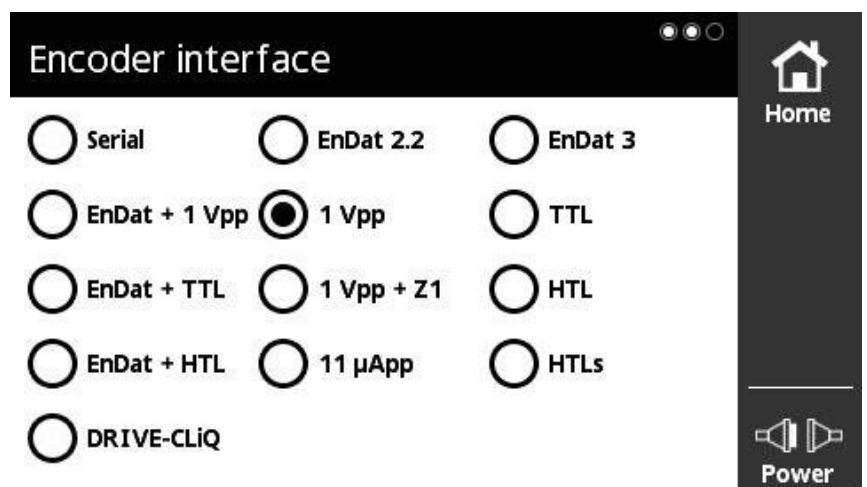 Encoder interface
Home
Serial EnDat 2.2 EnDat 3
EnDat + 1 Vpp 1 Vpp TTL
EnDat + TTL 1 Vpp + Z1 HTL
EnDat + HTL 11 µApp HTLs
DRIVE-CLiQ
Power